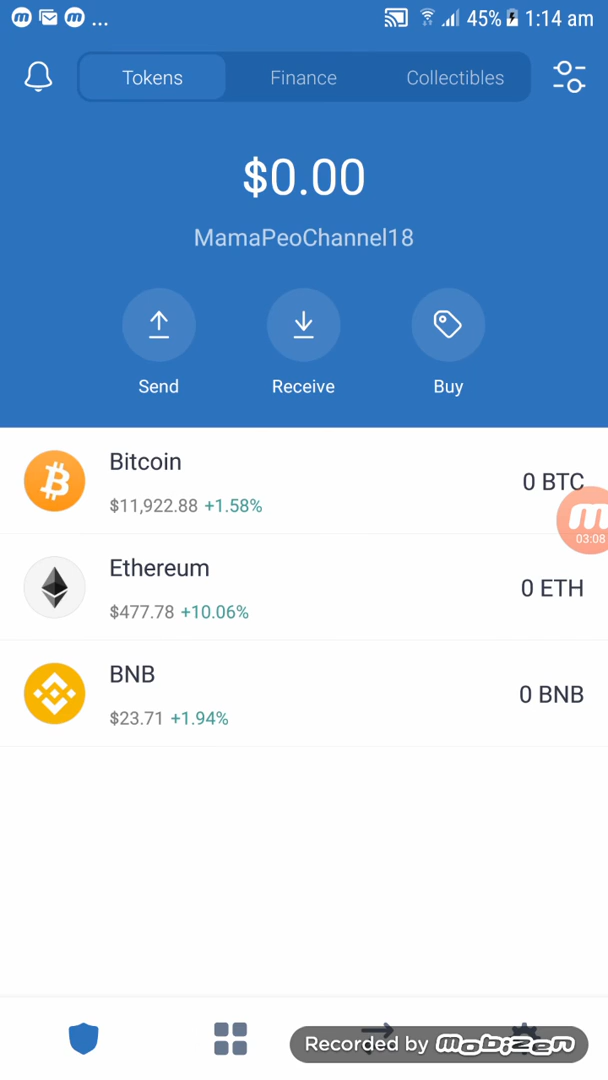 ... 45% 1:14 am
Tokens Finance Collectibles
$0.00
MamaPeoChannel18
Send Receive Buy
Bitcoin
0 BTC
$11,922.88 +1.58%
03:08
Ethereum
0 ETH
$477.78 +10.06%
BNB
0 BNB
$23.71 +1.94%
Recorded by mobizen